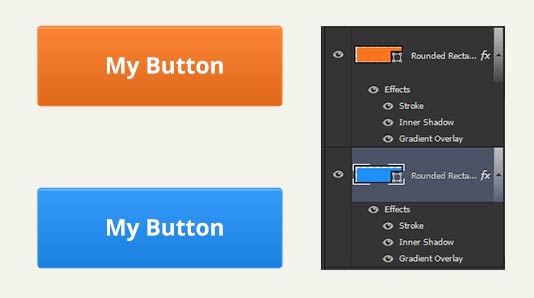 My Button
My Button
Rounded Recta... fx
Effects
Stroke
Inner Shadow
Gradient Overlay
Rounded Recta... fx
Effects
Stroke
Inner Shadow
Gradient Overlay